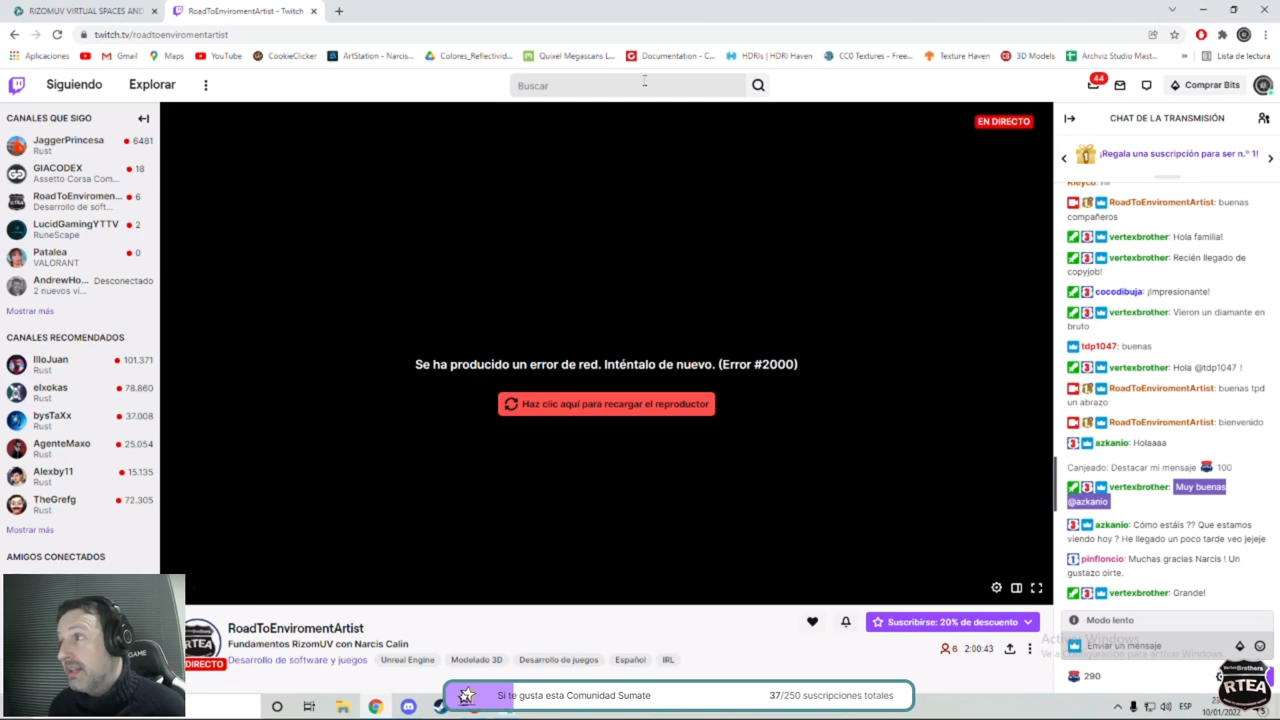 RIZOMUV VIRTUAL SPACES AND
RoadToEnviromentArtist - Twitch
twitch.tv/roadtoenviromentartist
Aplicaciones
Gmail
Maps
YouTube
CookieClicker
ArtStation - Narcis...
Colores_Reflectivid...
Quixel Megascans L...
Documentation - C...
HDRIs | HDRI Haven
CC0 Textures - Free...
Texture Haven
3D Models
Archviz Studio Mast...
»
Lista de lectura
Siguiendo
Explorar
Buscar
44
Comprar Bits
CANALES QUE SIGO
JaggerPrincesa 6481
Rust
GIACODEX 18
Assetto Corsa Com...
RoadToEnviromen... 6
Desarrollo de soft...
LucidGamingYTTV 2
RuneScape
Patalea 0
VALORANT
AndrewHo... Desconectado
2 nuevos ví...
Mostrar más
CANALES RECOMENDADOS
IlloJuan 101.371
Rust
elxokas 78.860
Rust
bysTaXx 37.008
Rust
AgenteMaxo 25.054
Rust
Alexby11 15.135
Rust
TheGrefg 72.305
Rust
Mostrar más
AMIGOS CONECTADOS
EN DIRECTO
Se ha producido un error de red. Inténtalo de nuevo. (Error #2000)
Haz clic aquí para recargar el reproductor
RTEA
DIRECTO
RoadToEnviromentArtist
Fundamentos RizomUV con Narcis Calin
Desarrollo de software y juegos
Unreal Engine
Modelado 3D
Desarrollo de juegos
Español
IRL
Suscribirse: 20% de descuento
6
2:00:43
CHAT DE LA TRANSMISIÓN
¡Regala una suscripción para ser n.º 1!
RoadToEnviromentArtist: buenas
compañeros
vertexbrother: Hola familia!
vertexbrother: Recién llegado de
copyjob!
cocodibuja: ¡Impresionante!
vertexbrother: Vieron un diamante en
bruto
tdp1047: buenas
vertexbrother: Hola @tdp1047 !
RoadToEnviromentArtist: buenas tpd
un abrazo
RoadToEnviromentArtist: bienvenido
azkanio: Holaaaa
Canjeado: Destacar mi mensaje 100
vertexbrother: Muy buenas
@azkanio
azkanio: Cómo estáis ?? Que estamos
viendo hoy ? He llegado un poco tarde veo jejeje
pinfloncio: Muchas gracias Narcis ! Un
gustazo oirte.
vertexbrother: Grande!
Modo lento
Activar Windows
Enviar un mensaje
290
RTEA
Si te gusta esta Comunidad Sumate
37/250 suscripciones totales
ESP
10/01/2022